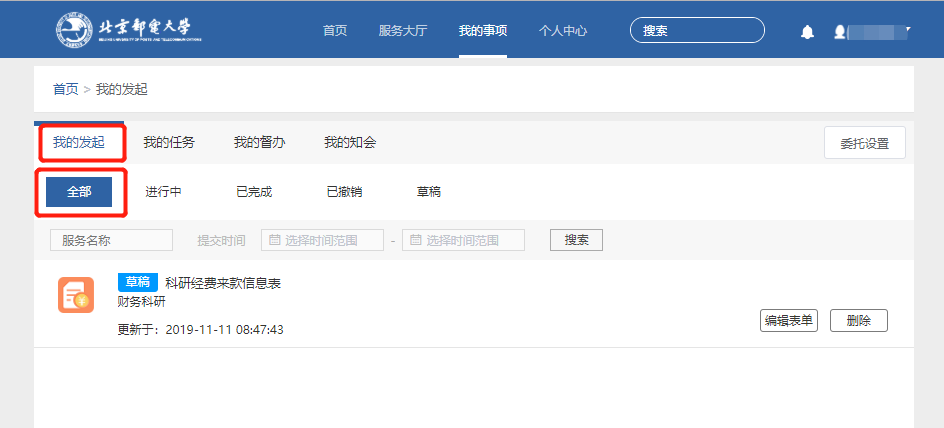 北京邮电大学
BEIJING UNIVERSITY OF POSTS AND TELECOMMUNICATIONS
首页 服务大厅 我的事项 个人中心 搜索
首页 > 我的发起
我的发起 我的任务 我的督办 我的知会 委托设置
全部 进行中 已完成 已撤销 草稿
服务名称 提交时间 选择时间范围 - 选择时间范围 搜索
草稿 科研经费来款信息表
财务科研
更新于：2019-11-11 08:47:43
编辑表单 删除